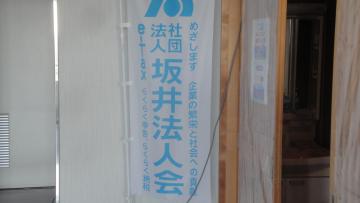 めざします 企業の繁栄と社会への貢献
社団法人
坂井法人会
e-Tax らくらく申告、らくらく納税